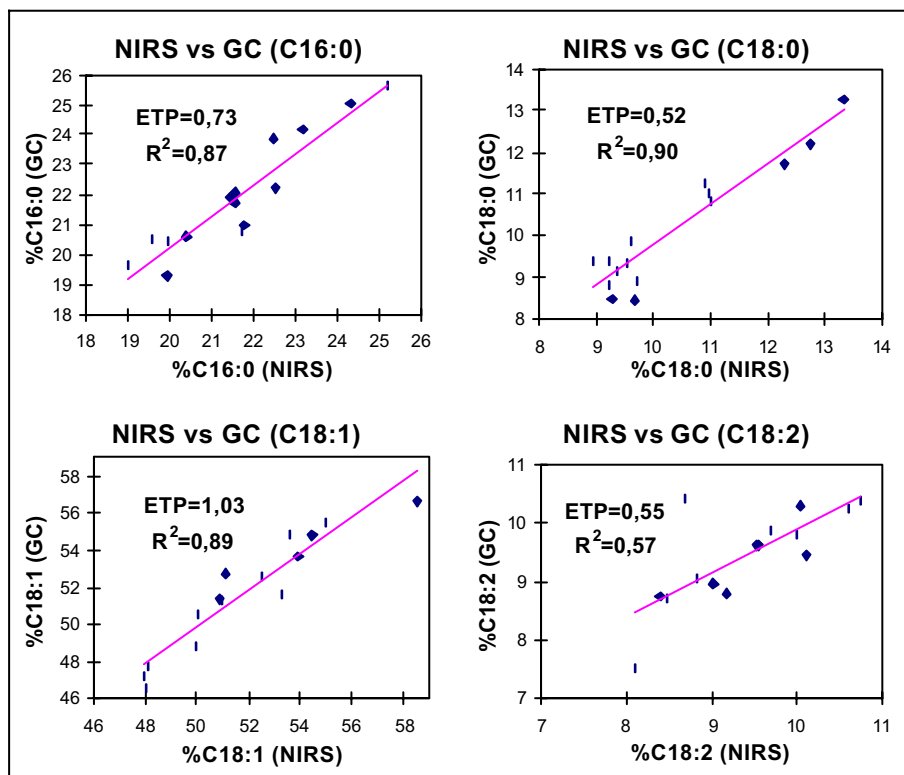 NIRS vs GC (C16:0)
ETP=0,73
R²=0,87
%C16:0 (GC)
26
25
24
23
22
21
20
19
18
18 19 20 21 22 23 24 25 26
%C16:0 (NIRS)
NIRS vs GC (C18:0)
ETP=0,52
R²=0,90
%C18:0 (GC)
14
13
12
11
10
9
8
8 9 10 11 12 13 14
%C18:0 (NIRS)
NIRS vs GC (C18:1)
ETP=1,03
R²=0,89
%C18:1 (GC)
58
56
54
52
50
48
46
46 48 50 52 54 56 58
%C18:1 (NIRS)
NIRS vs GC (C18:2)
ETP=0,55
R²=0,57
%C18:2 (GC)
11
10
9
8
7
7 8 9 10 11
%C18:2 (NIRS)